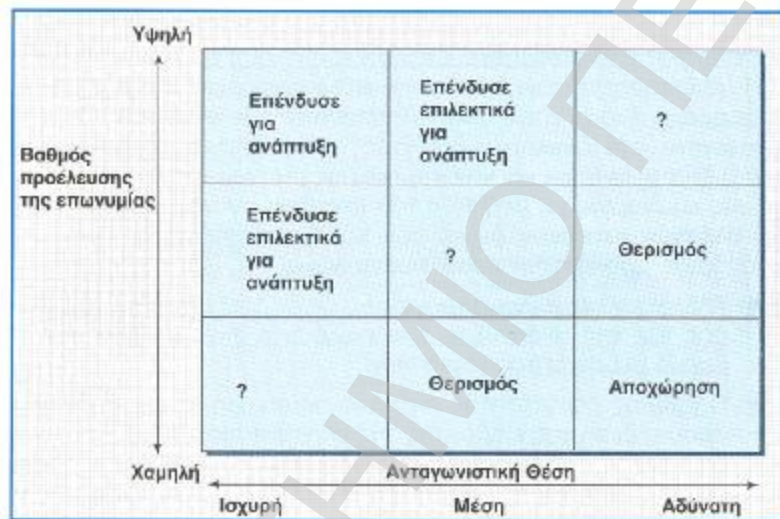 Υψηλή
Επένδυσε
για
ανάπτυξη
Επένδυσε
επιλεκτικά
για
ανάπτυξη
?
Βαθμός
προέλευσης
της επωνυμίας
Επένδυσε
επιλεκτικά
για
ανάπτυξη
?
Θερισμός
?
Θερισμός
Αποχώρηση
Χαμηλή
Ανταγωνιστική Θέση
Ισχυρή
Μέση
Αδύνατη